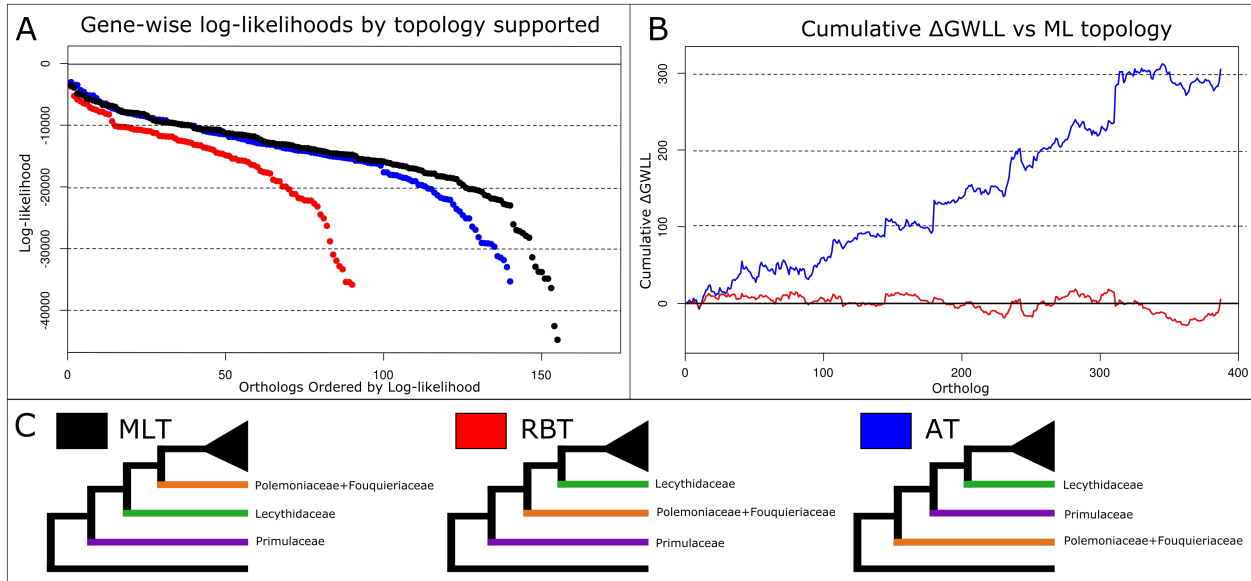 A
Gene-wise log-likelihoods by topology supported
Log-likelihood
0
-10000
-20000
-30000
-40000
0
50
100
150
Orthologs Ordered by Log-likelihood
B
Cumulative ΔGWLL vs ML topology
Cumulative ΔGWLL
300
200
100
0
0
100
200
300
400
Ortholog
C
MLT
Polemoniaceae+Fouquieriaceae
Lecythidaceae
Primulaceae
RBT
Lecythidaceae
Polemoniaceae+Fouquieriaceae
Primulaceae
AT
Lecythidaceae
Primulaceae
Polemoniaceae+Fouquieriaceae